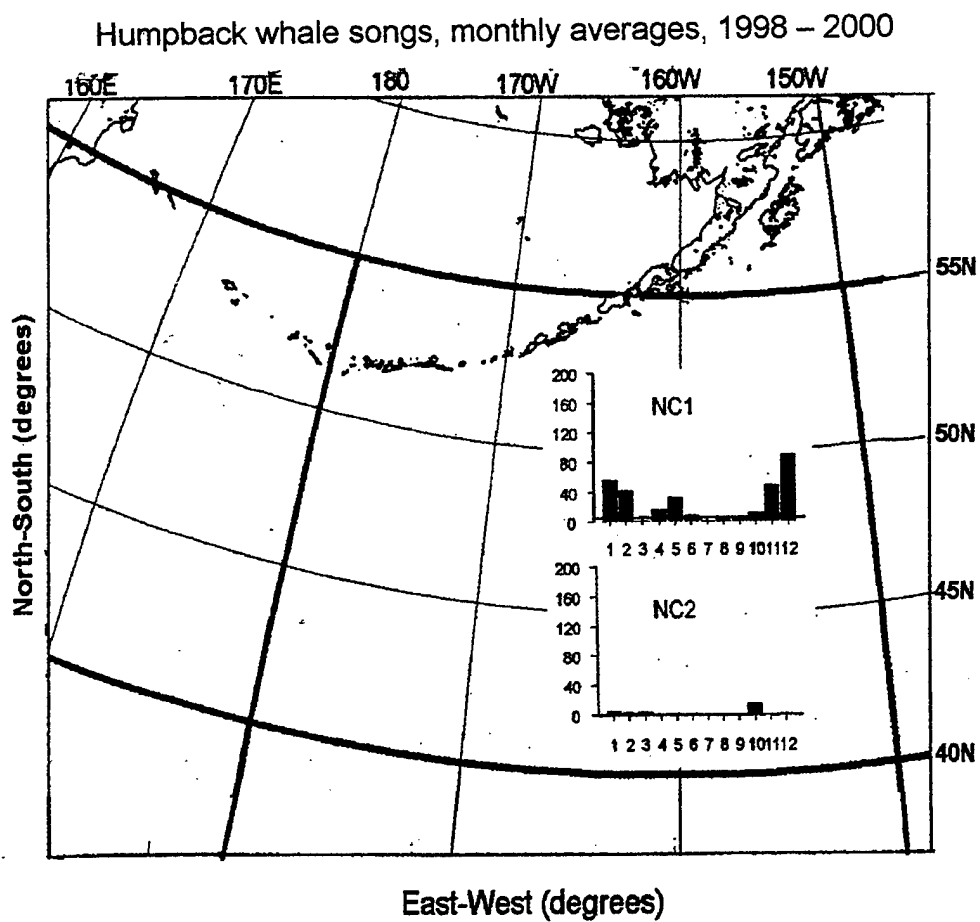 Humpback whale songs, monthly averages, 1998 – 2000
160E 170E 180 170W 160W 150W
55N
North-South (degrees)
200
160
NC1
120
80
50N
40
0
1 2 3 4 5 6 7 8 9 10 11 12
200
160
NC2
45N
120
80
40
0
1 2 3 4 5 6 7 8 9 10 11 12
40N
East-West (degrees)